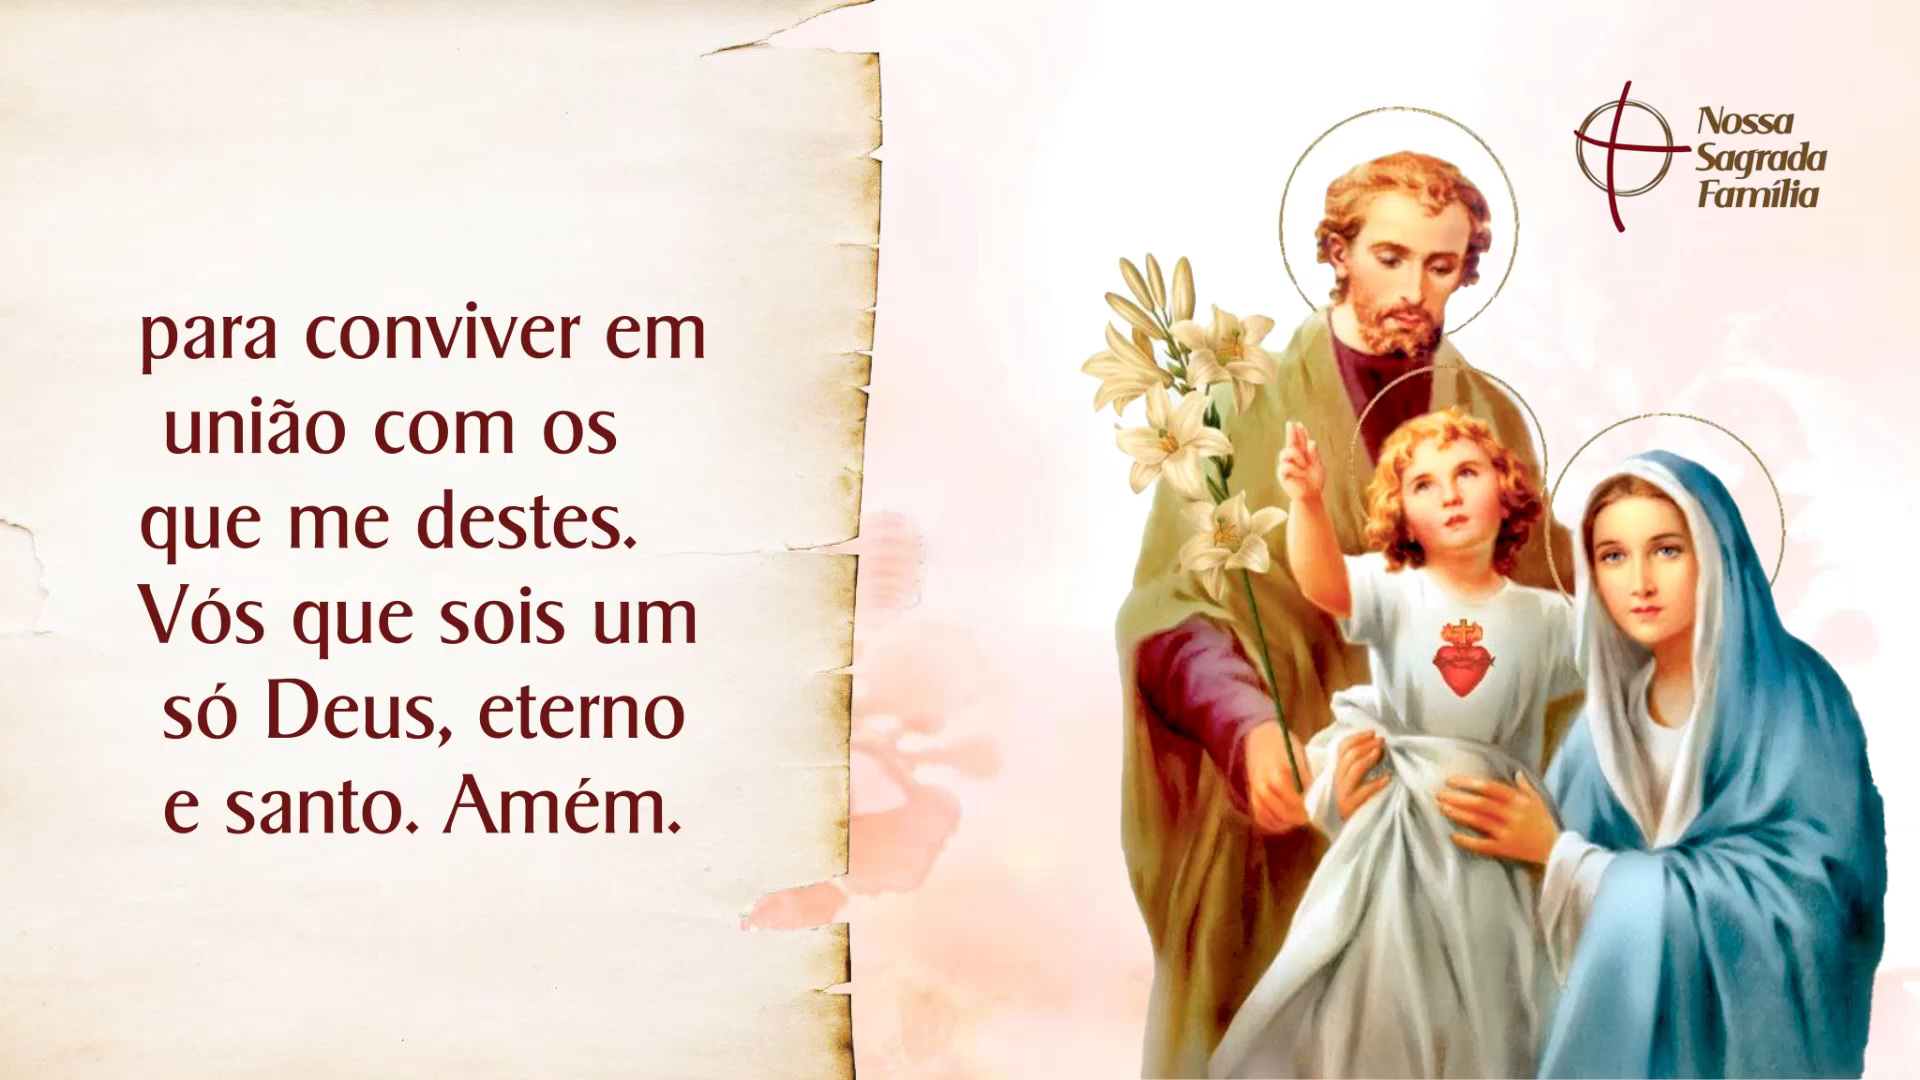 para conviver em
união com os
que me destes.
Vós que sois um
só Deus, eterno
e santo. Amém.
Nossa
Sagrada
Família